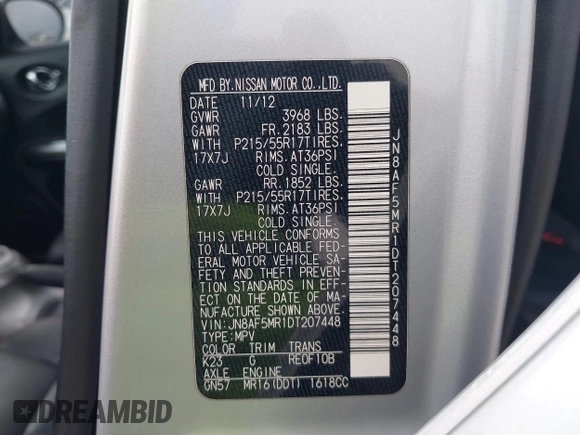 MFD BY.NISSAN MOTOR CO.,LTD.
DATE 11/12
GVWR 3968 LBS.
GAWR FR.2183 LBS.
WITH P215/55R17TIRES.
17X7J RIMS.AT36PSI
COLD SINGLE.
GAWR RR.1852 LBS.
WITH P215/55R17TIRES.
17X7J RIMS.AT36PSI
COLD SINGLE.
THIS VEHICLE CONFORMS
TO ALL APPLICABLE FED-
ERAL MOTOR VEHICLE SA-
FETY AND THEFT PREVEN-
TION STANDARDS IN EFF-
ECT ON THE DATE OF MA-
NUFACTURE SHOWN ABOVE.
VIN:JN8AF5MR1DT207448
TYPE:MPV
COLOR TRIM TRANS
K23 G RE0F10B
AXLE ENGINE
GN57 MR16(DDT) 1618CC
JN8AF5MR1DT207448
DREAMBID